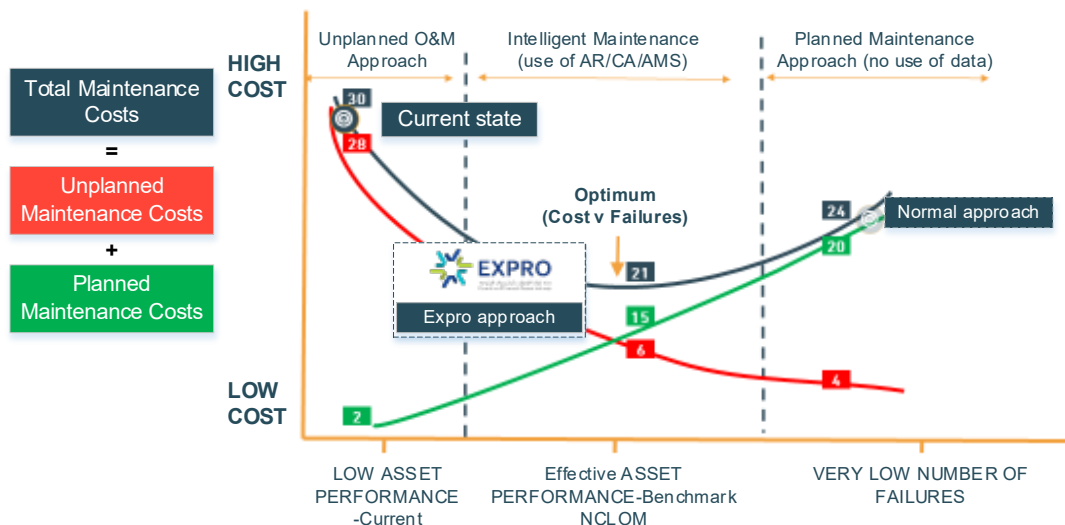 Total Maintenance
Costs
=
Unplanned
Maintenance Costs
+
Planned
Maintenance Costs
HIGH
COST
LOW
COST
Unplanned O&M
Approach
Intelligent Maintenance
(use of AR/CA/AMS)
Planned Maintenance
Approach (no use of data)
30
Current state
28
Optimum
(Cost v Failures)
EXPRO
Expro approach
21
15
6
2
24
Normal approach
20
4
LOW ASSET
PERFORMANCE
-Current
Effective ASSET
PERFORMANCE-Benchmark
NCLOM
VERY LOW NUMBER OF
FAILURES